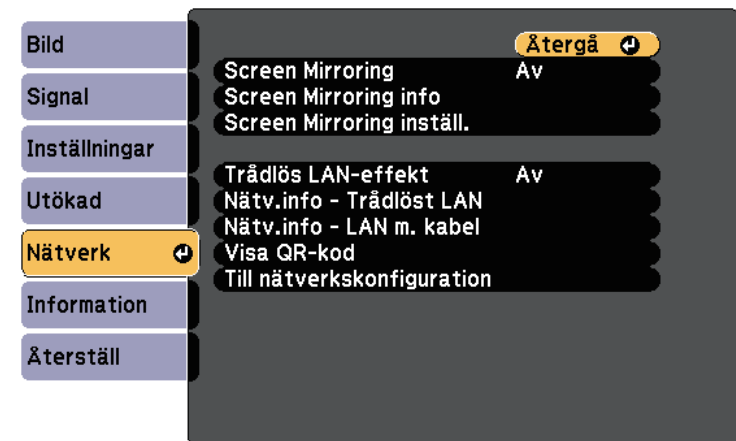 Bild
Signal
Inställningar
Utökad
Nätverk
Information
Återställ
Återgå
Screen Mirroring Av
Screen Mirroring info
Screen Mirroring inställ.
Trådlös LAN-effekt Av
Nätv.info - Trådlöst LAN
Nätv.info - LAN m. kabel
Visa QR-kod
Till nätverkskonfiguration